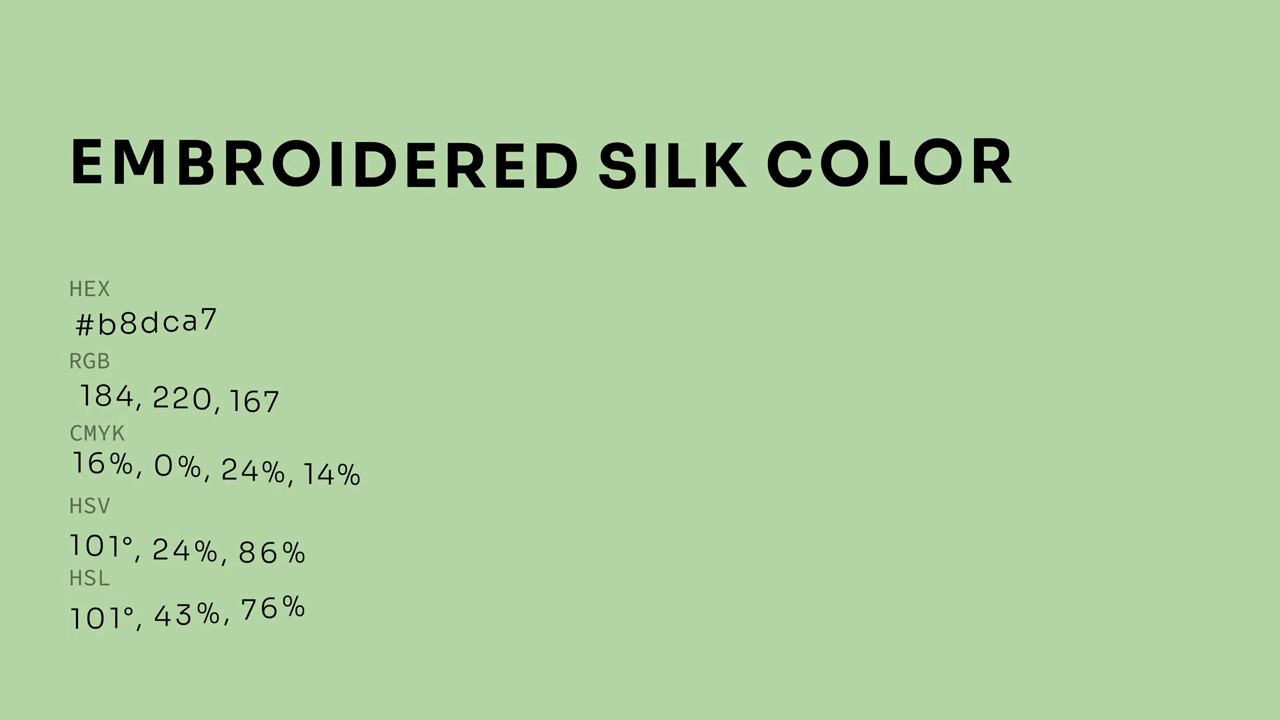 EMBROIDERED SILK COLOR
HEX
#b8dca7
RGB
184, 220, 167
CMYK
16%, 0%, 24%, 14%
HSV
101°, 24%, 86%
HSL
101°, 43%, 76%